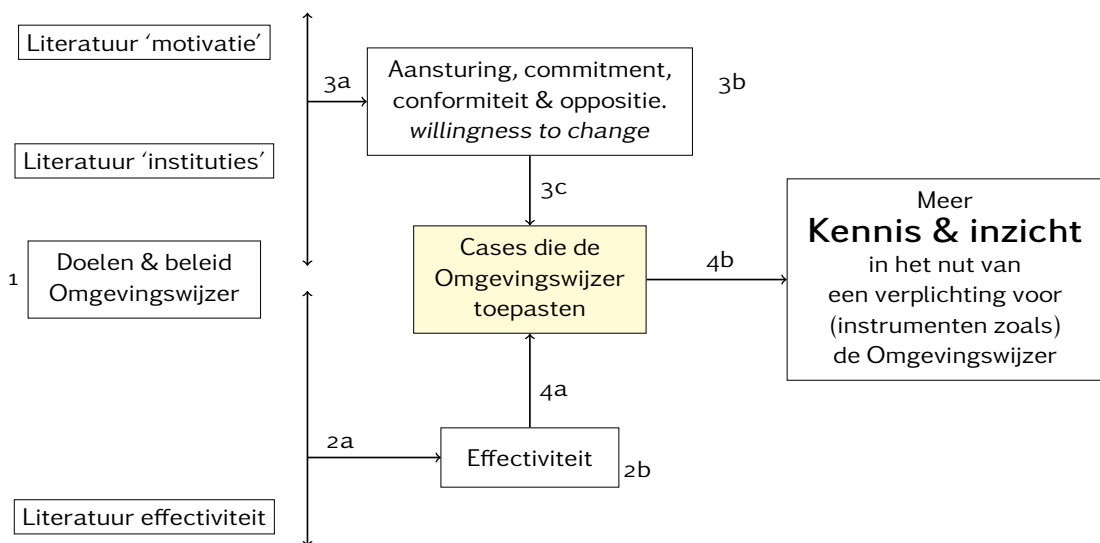 Literatuur ‘motivatie’
3a
Aansturing, commitment,
conformiteit & oppositie.
willingness to change
3b
Literatuur ‘instituties’
3c
1
Doelen & beleid
Omgevingswijzer
Cases die de
Omgevingswijzer
toepasten
4b
Meer
Kennis & inzicht
in het nut van
een verplichting voor
(instrumenten zoals)
de Omgevingswijzer
4a
2a
Effectiviteit
2b
Literatuur effectiviteit